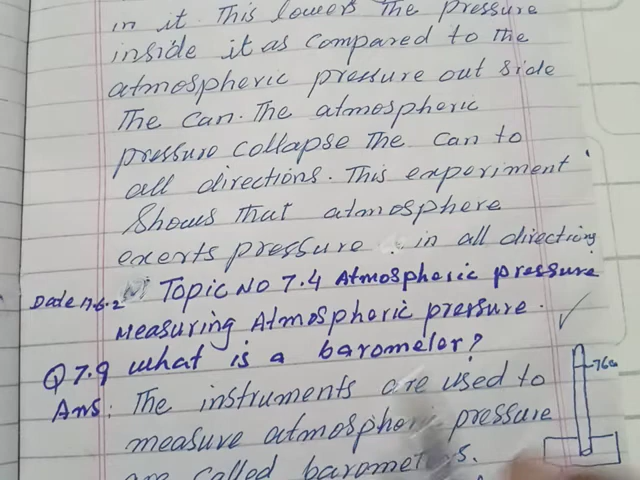 in it. This lowers the pressure
inside it as compared to the
atmospheric pressure out side
The can. The atmospheric
pressure collapse The can to
all directions. This experiment
Shows that atmosphere
exerts pressure in all directions
Topic No 7.4 Atmospheric pressure
Measuring Atmospheric pressure.
Q 7.9 what is a barometer?
76cm
Ans: The instruments are used to
measure atmospheric pressure
are called barometers.